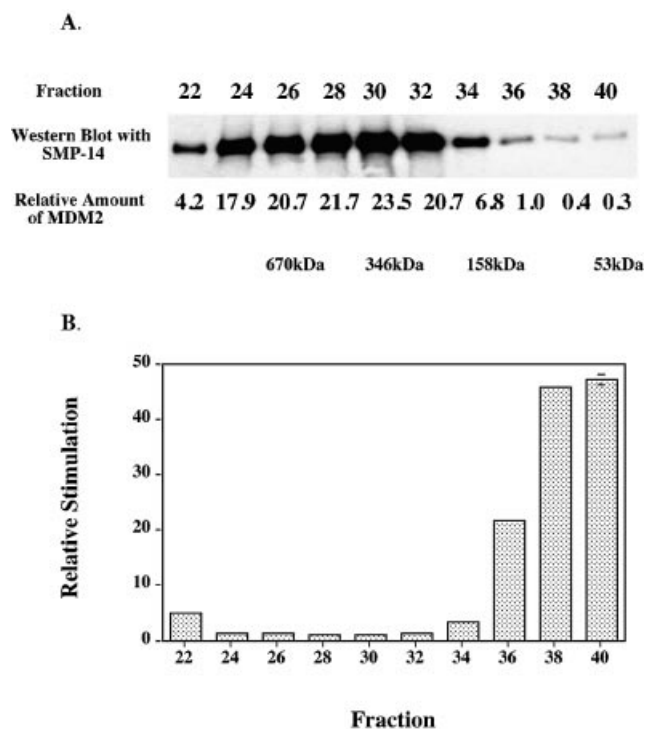 A.
Fraction 22 24 26 28 30 32 34 36 38 40
Western Blot with
SMP-14
Relative Amount
of MDM2
4.2 17.9 20.7 21.7 23.5 20.7 6.8 1.0 0.4 0.3
670kDa 346kDa 158kDa 53kDa
B.
50
40
30
20
10
0
Relative Stimulation
22 24 26 28 30 32 34 36 38 40
Fraction